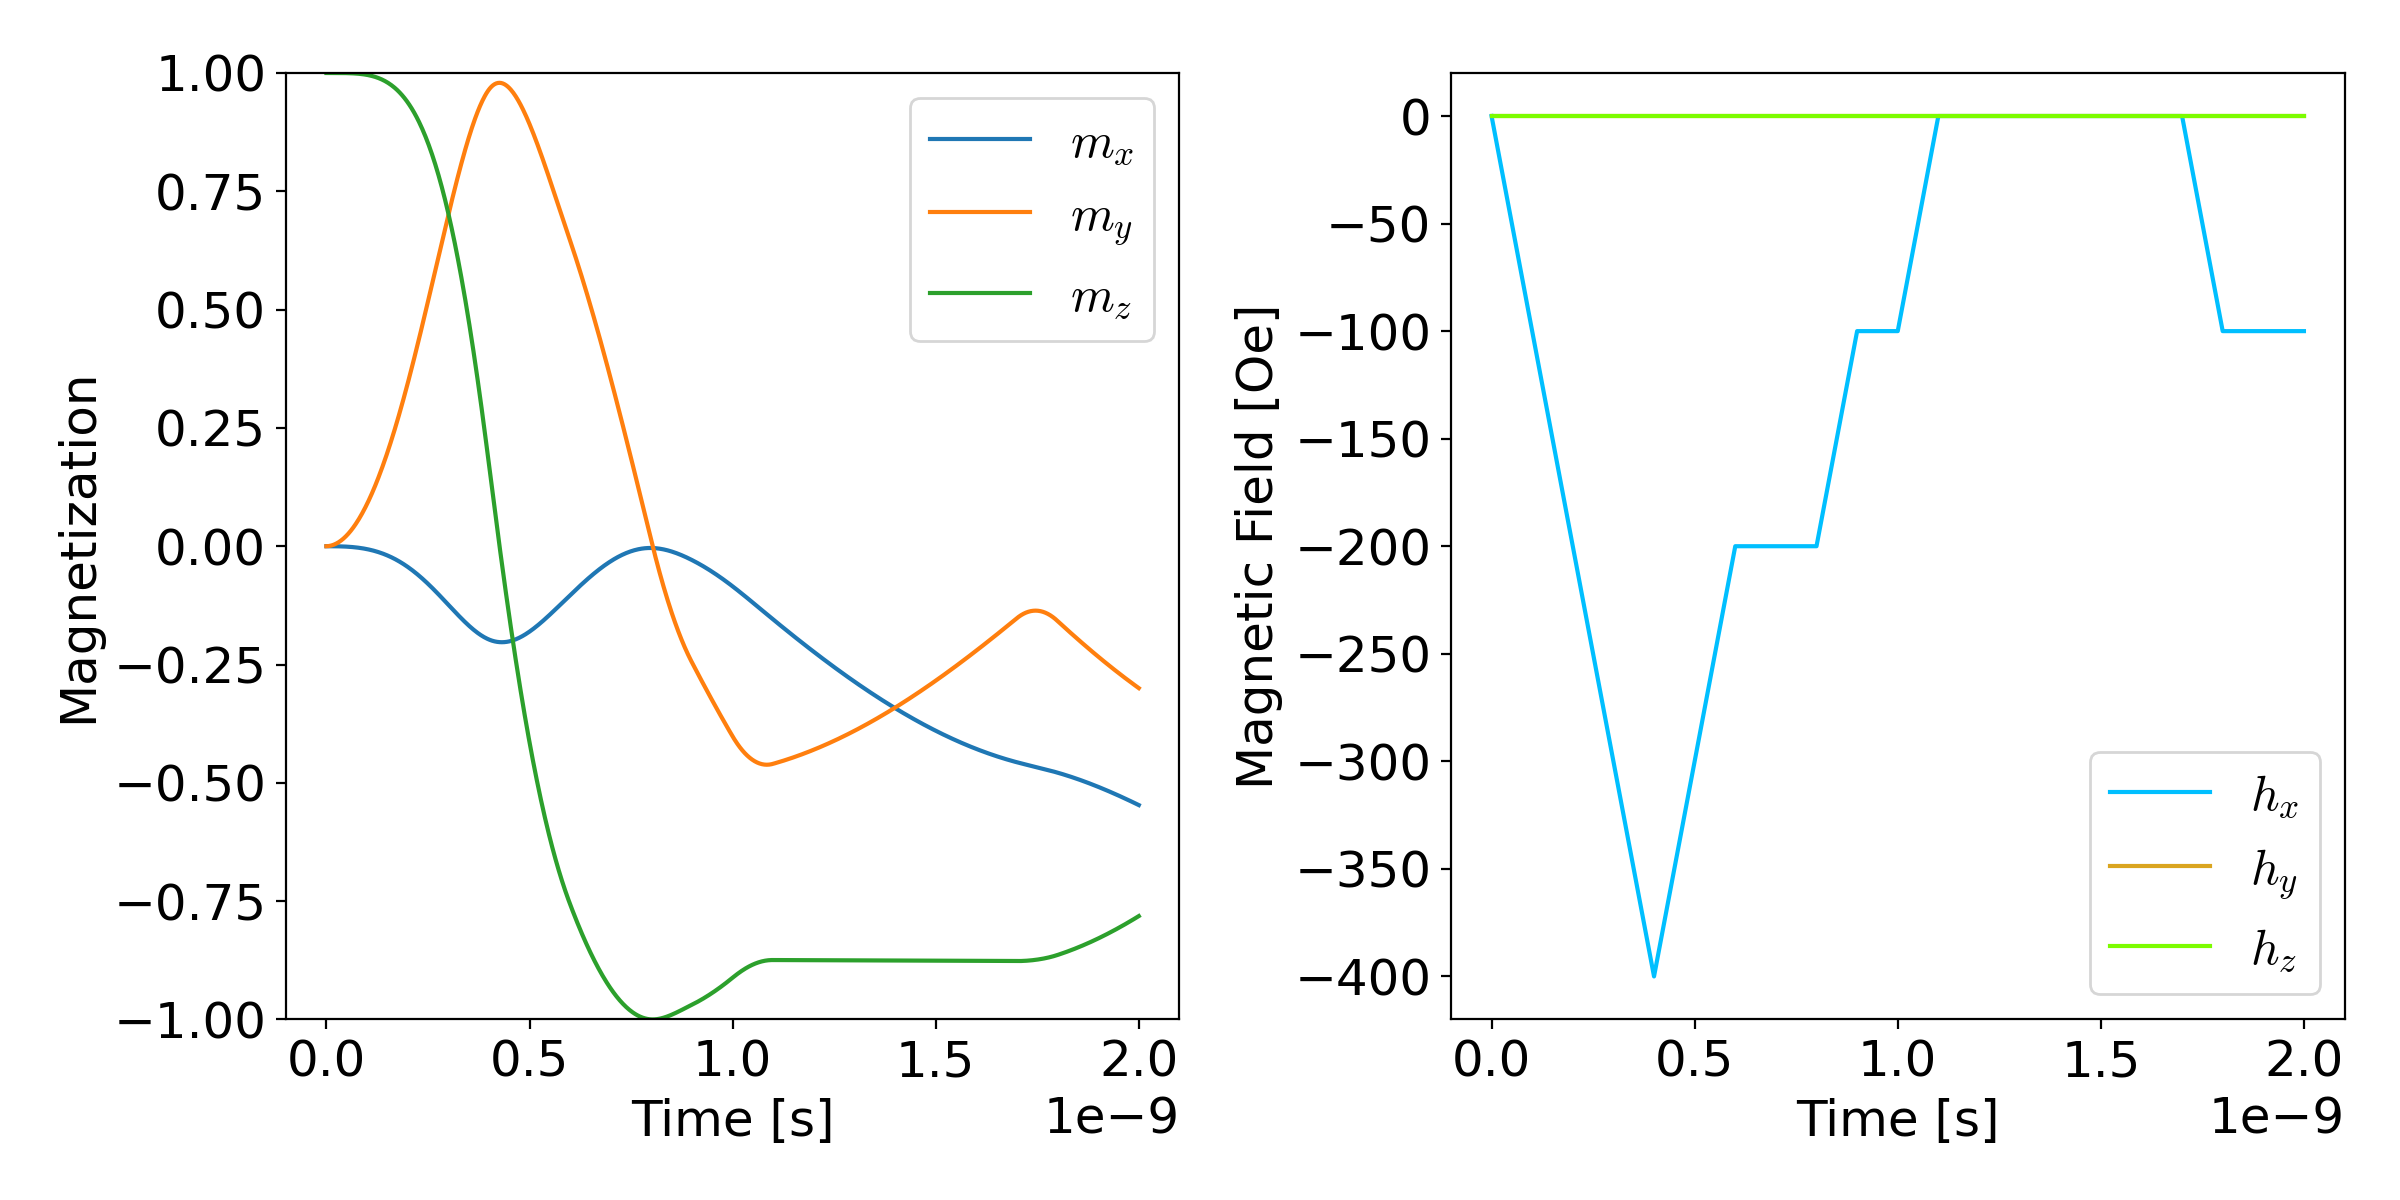 Magnetization
1.00
0.75
0.50
0.25
0.00
−0.25
−0.50
−0.75
−1.00
0.0 0.5 1.0 1.5 2.0
Time [s]
1e−9
m_x
m_y
m_z
Magnetic Field [Oe]
0
−50
−100
−150
−200
−250
−300
−350
−400
0.0 0.5 1.0 1.5 2.0
Time [s]
1e−9
h_x
h_y
h_z